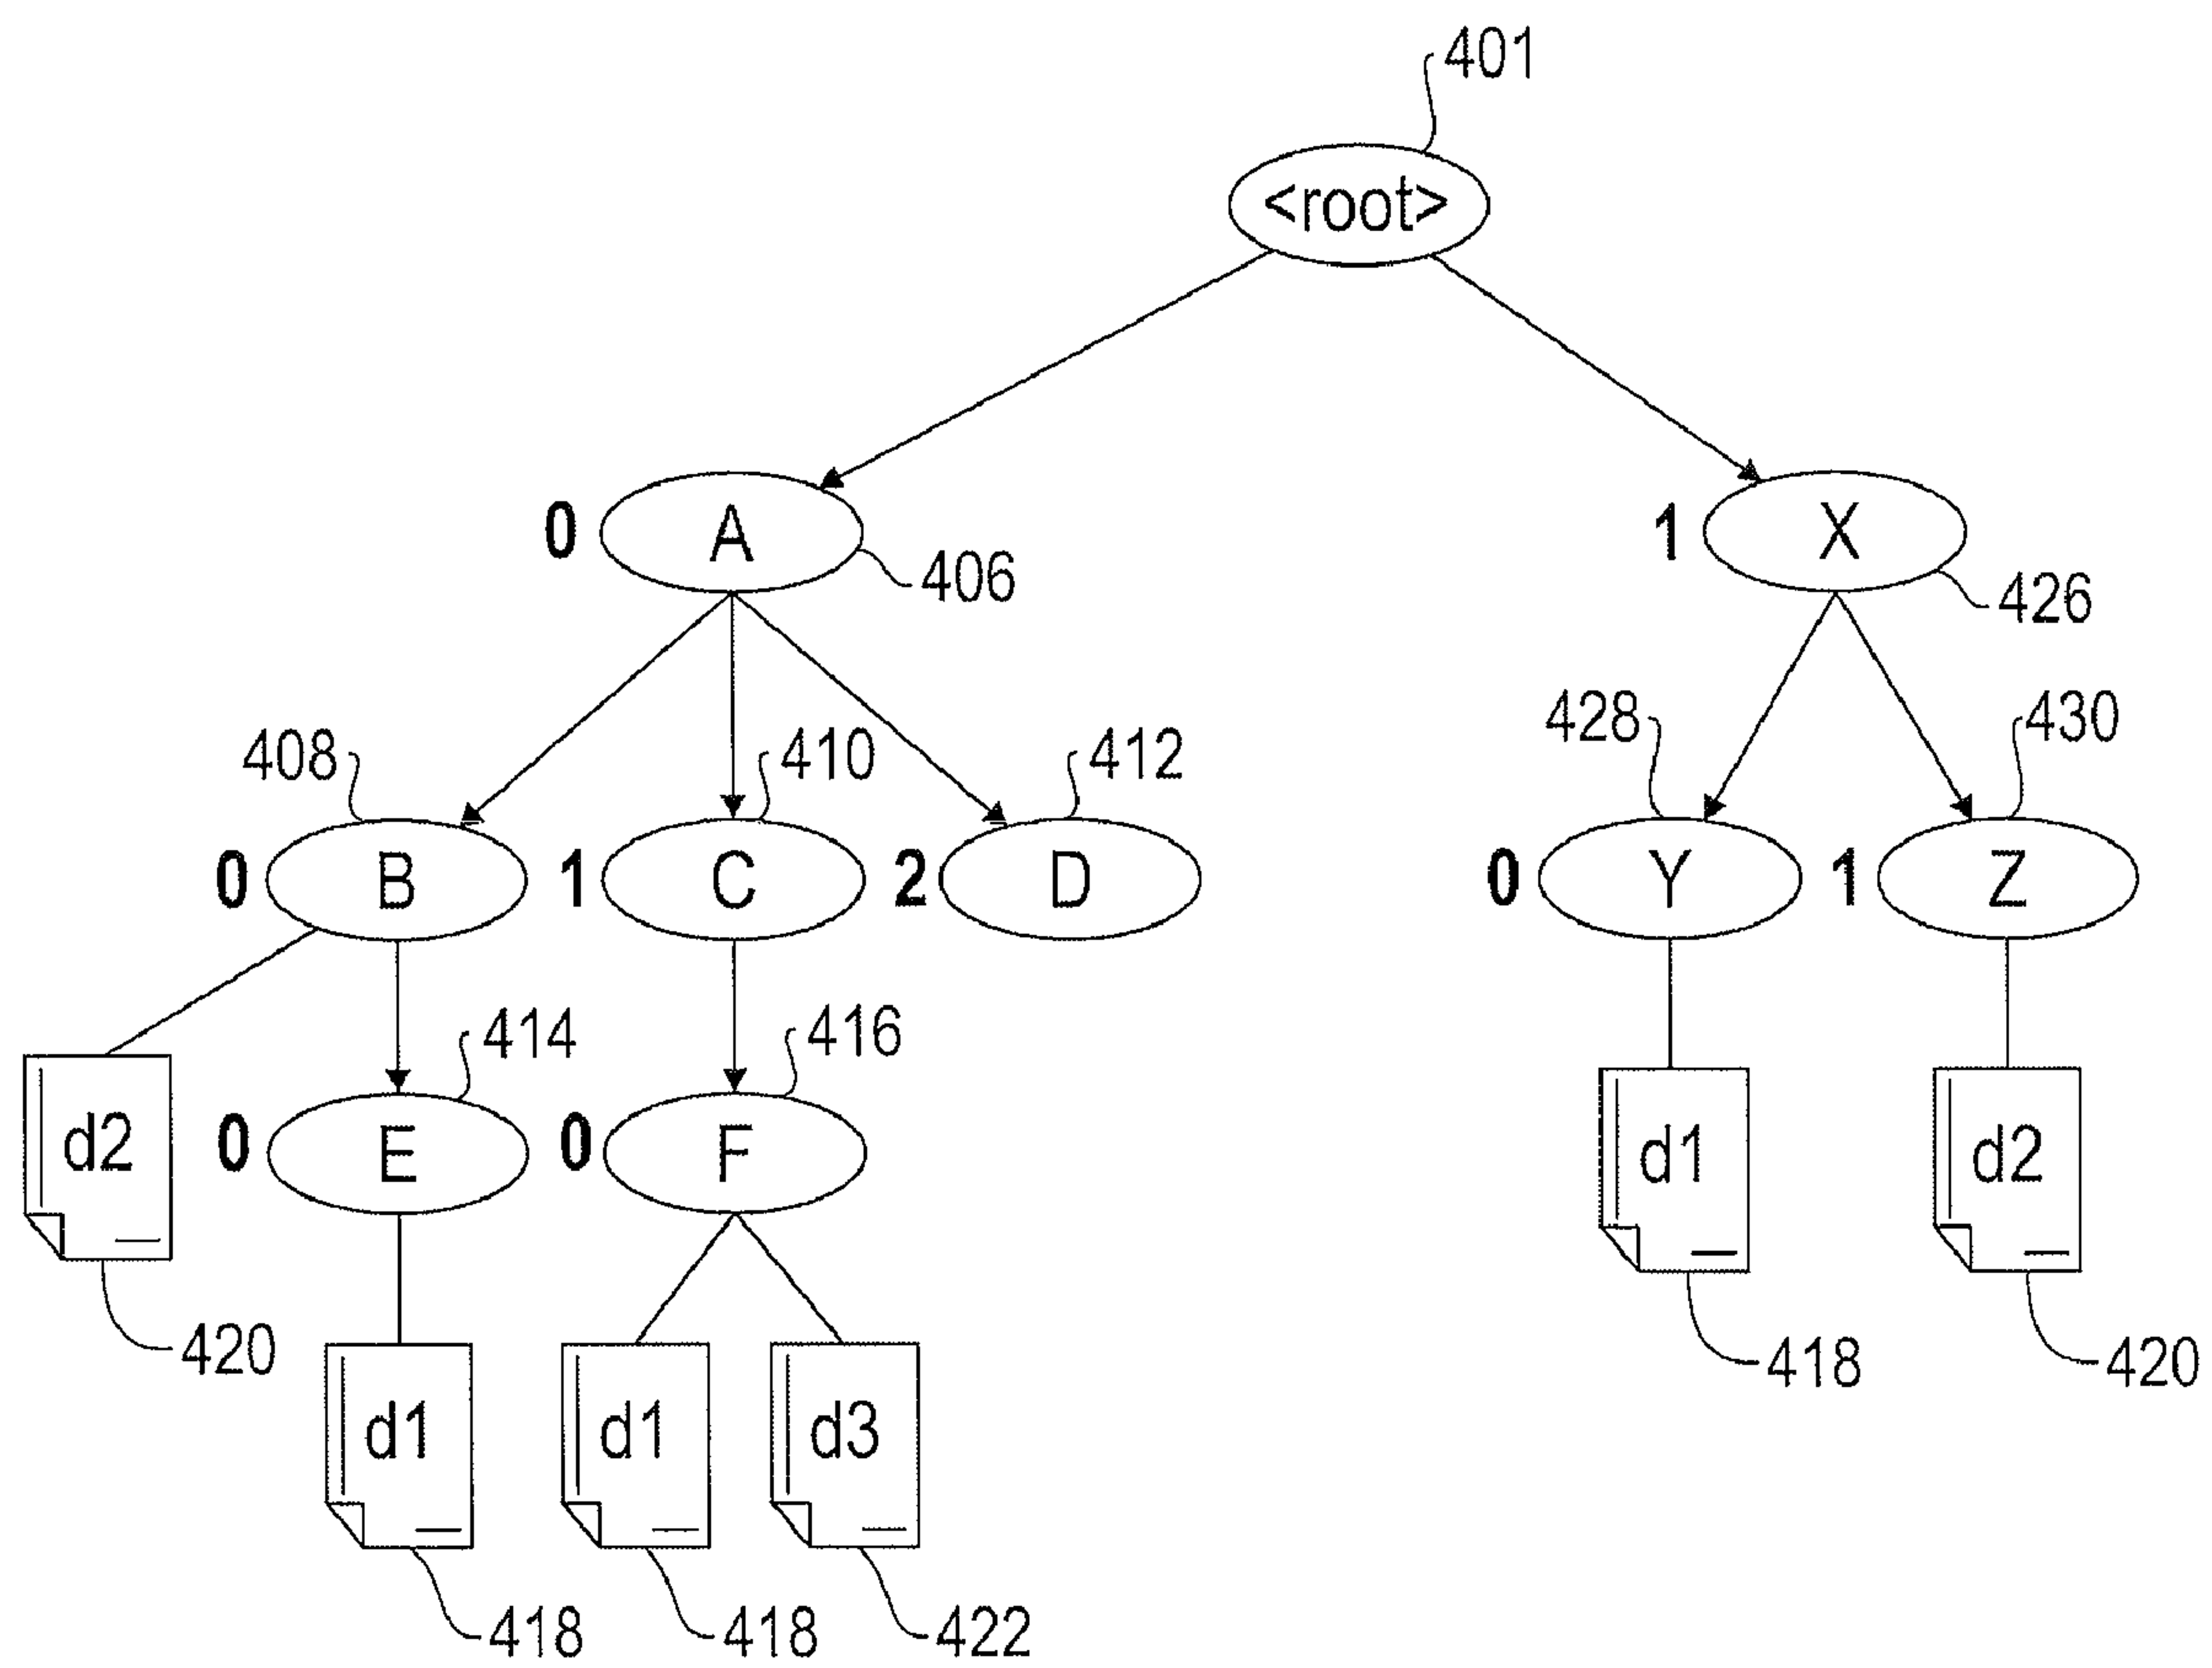 401
<root>
0 A 1 X
406 426
428 430
408 410 412
0 B 1 C 2 D 0 Y 1 Z
414 416
d2 0 E 0 F d1 d2
420 418 420
d1 d1 d3
418 418 422